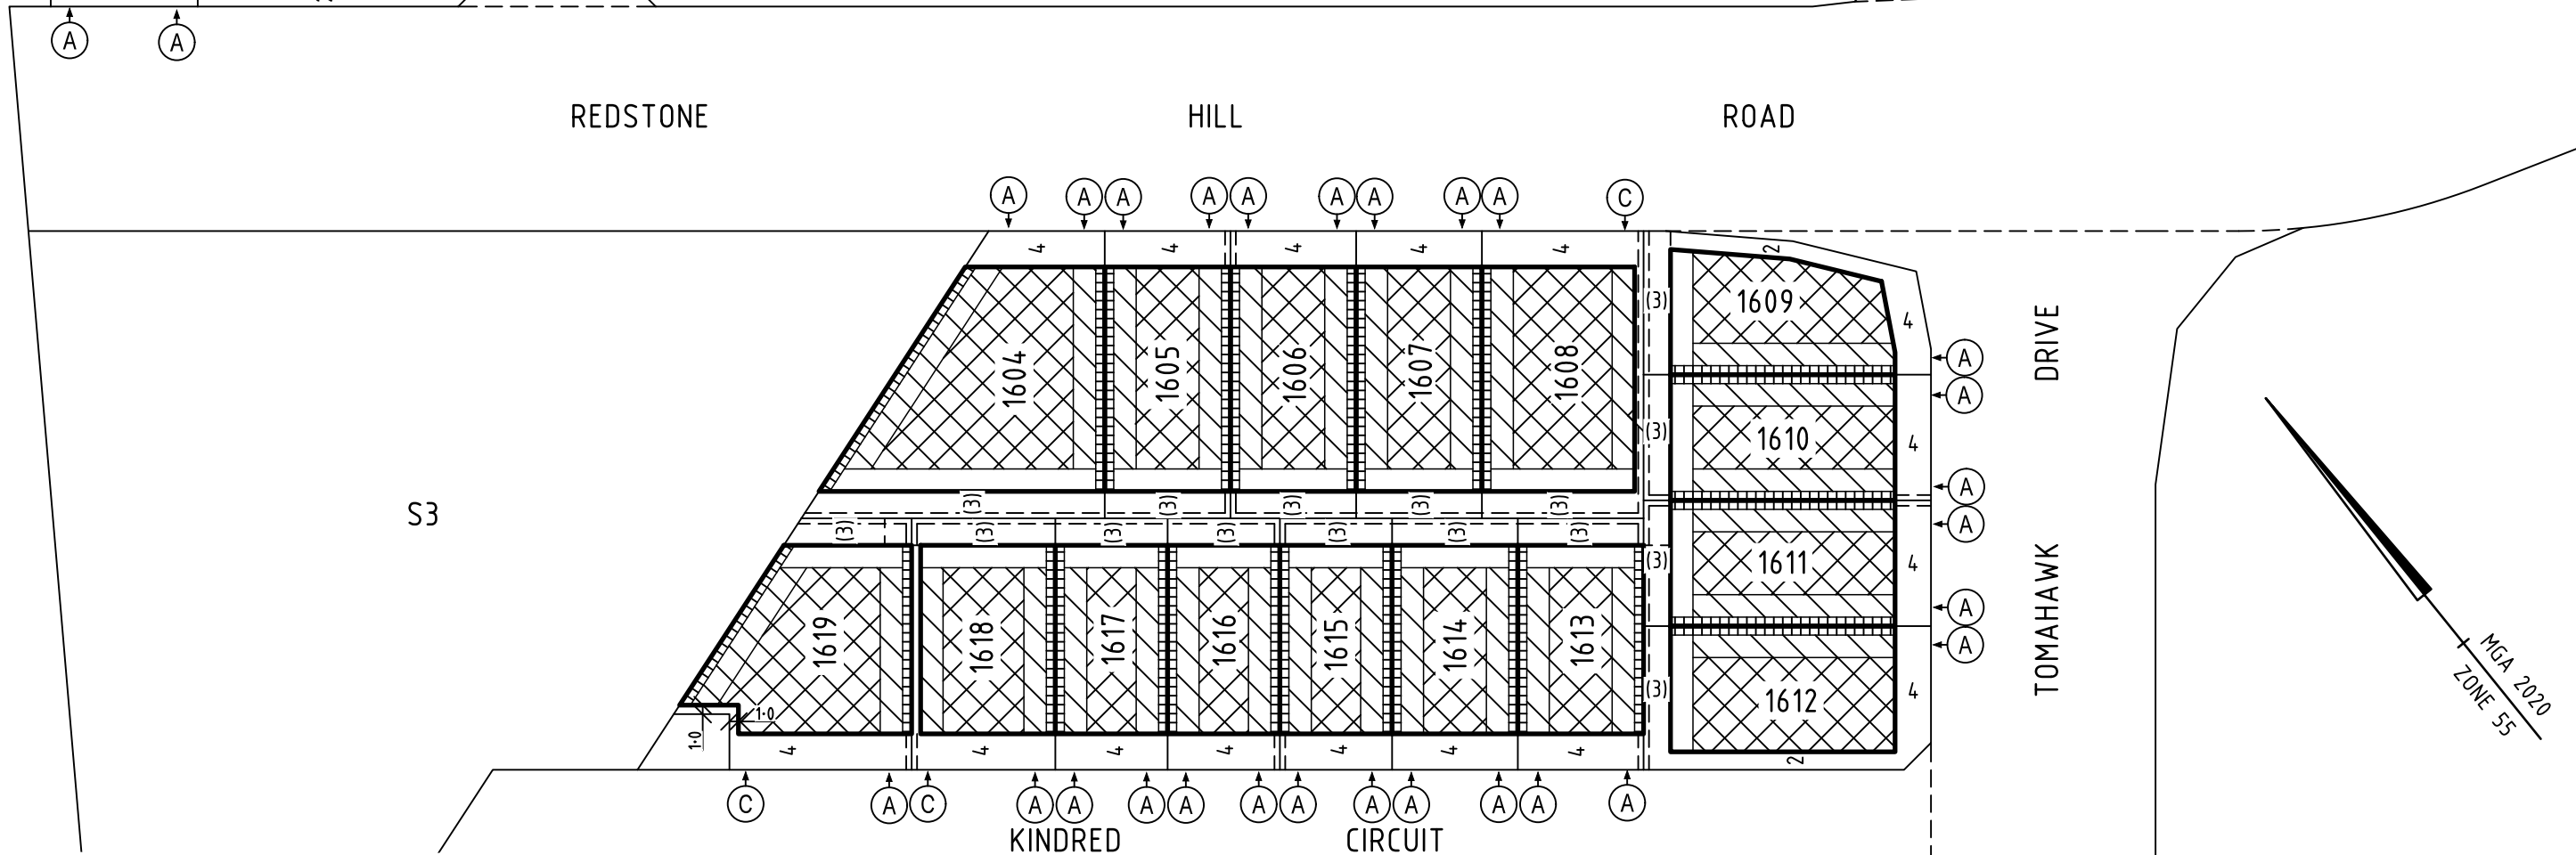 A A
REDSTONE HILL ROAD
A A A A A A A A A C
4 4 4 4 4 2
1604 1605 1606 1607 1608 (3) 1609 4 A
(3) 1610 4 A
A
(3) (3) (3) (3) (3)
S3
(3) (3) (3) (3) (3) (3) (3)
(3) 1611 4 A
A
1619 1618 1617 1616 1615 1614 1613
(3) 1612 4 A
1·0 1·0
4 4 4 4 4 4 4 2
C A C A A A A A A A A A A A
KINDRED CIRCUIT
DRIVE
TOMAHAWK
MGA 2020
ZONE 55